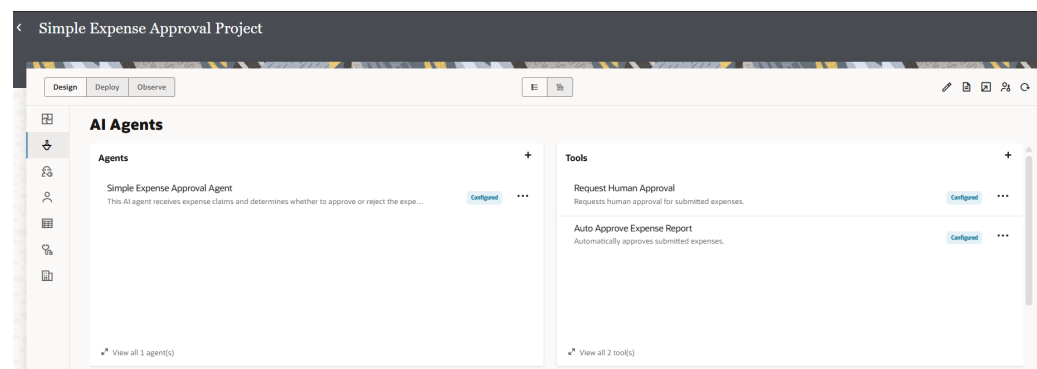 Simple Expense Approval Project
Design Deploy Observe
AI Agents
Agents
Simple Expense Approval Agent
This AI agent receives expense claims and determines whether to approve or reject the expe...
Configured
View all 1 agent(s)
Tools
Request Human Approval
Requests human approval for submitted expenses.
Configured
Auto Approve Expense Report
Automatically approves submitted expenses.
Configured
View all 2 tool(s)